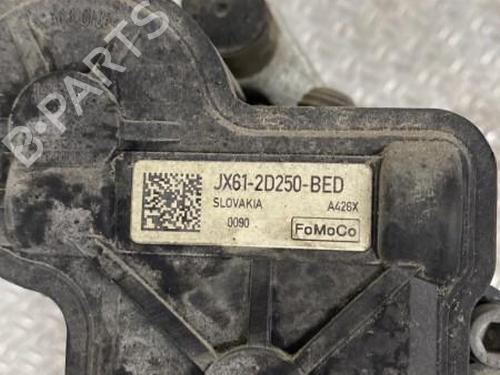 B-PARTS
JX61-2D250-BED
SLOVAKIA A426X
0090 FoMoCo